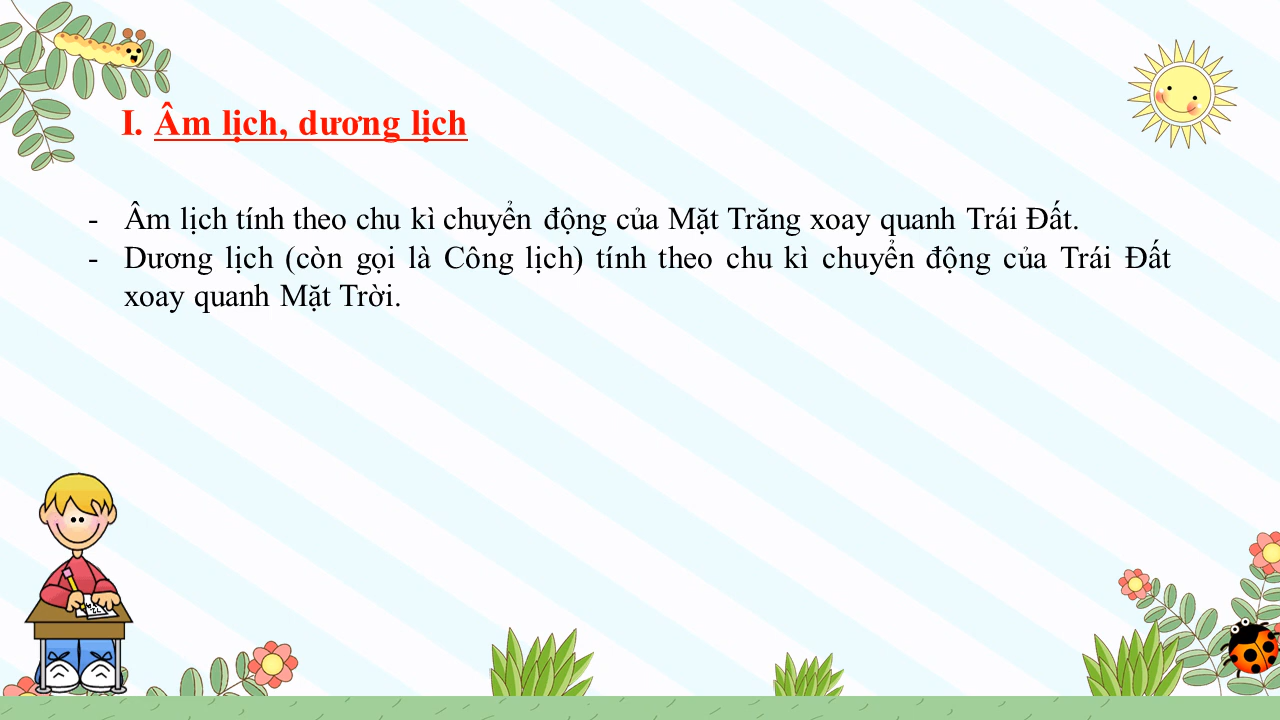 I. Âm lịch, dương lịch
- Âm lịch tính theo chu kì chuyển động của Mặt Trăng xoay quanh Trái Đất.
- Dương lịch (còn gọi là Công lịch) tính theo chu kì chuyển động của Trái Đất
xoay quanh Mặt Trời.